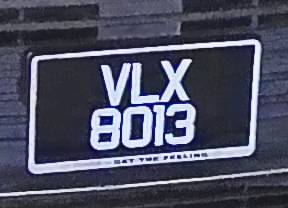 VLX
8013
GET THE FEELING